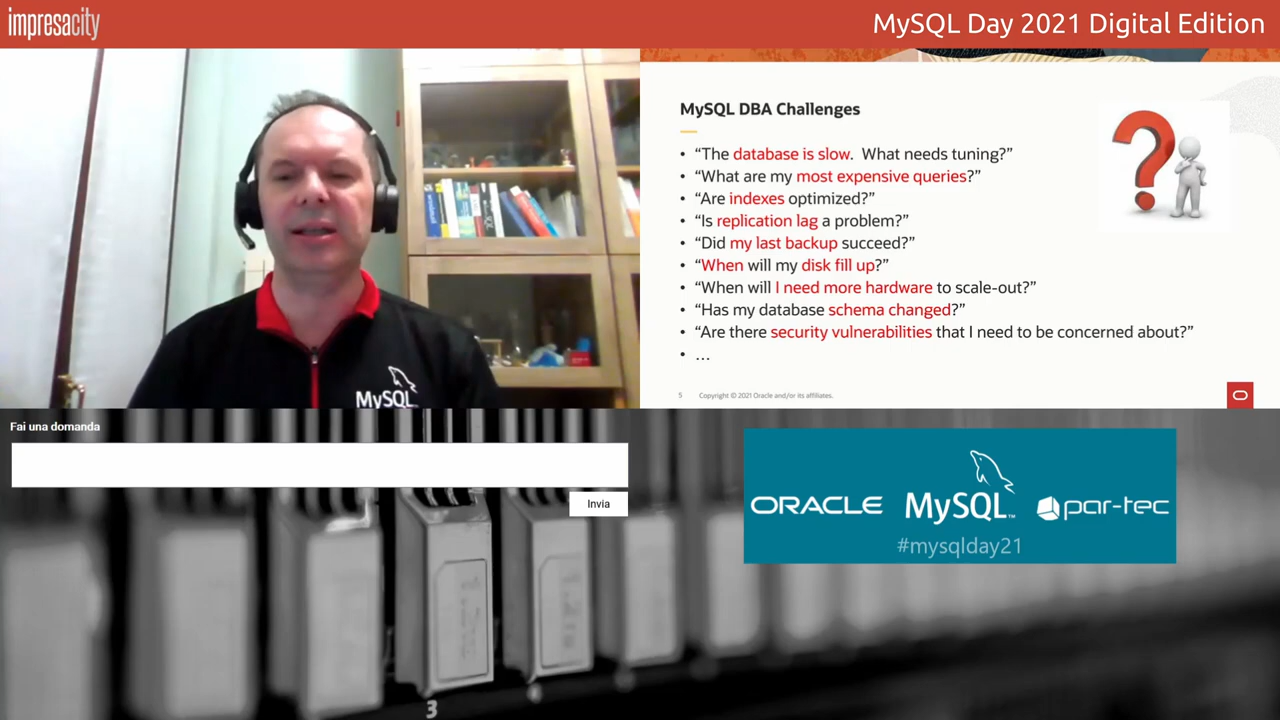 impresacity
MySQL Day 2021 Digital Edition
MySQL
MySQL DBA Challenges
• “The database is slow. What needs tuning?”
• “What are my most expensive queries?”
• “Are indexes optimized?”
• “Is replication lag a problem?”
• “Did my last backup succeed?”
• “When will my disk fill up?”
• “When will I need more hardware to scale-out?”
• “Has my database schema changed?”
• “Are there security vulnerabilities that I need to be concerned about?”
• …
5 Copyright © 2021 Oracle and/or its affiliates.
Fai una domanda
Invia
ORACLE MySQL™ par-tec
#mysqlday21
3
4